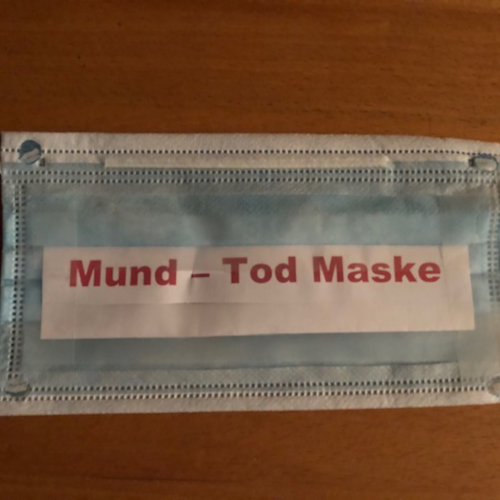 Mund – Tod Maske